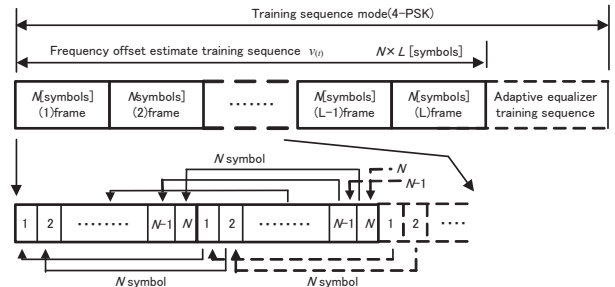 Training sequence mode(4-PSK)
Frequency offset estimate training sequence v(t) N×L [symbols]
N[symbols] (1)frame
Nsymbols] (2)frame
········
N[symbols] (L-1)frame
N[symbols] (L)frame
Adaptive equalizer training sequence
N symbol
N
N-1
1 2 ········ N-1 N 1 2 ········ N-1 N 1 2 ····
N symbol
N symbol